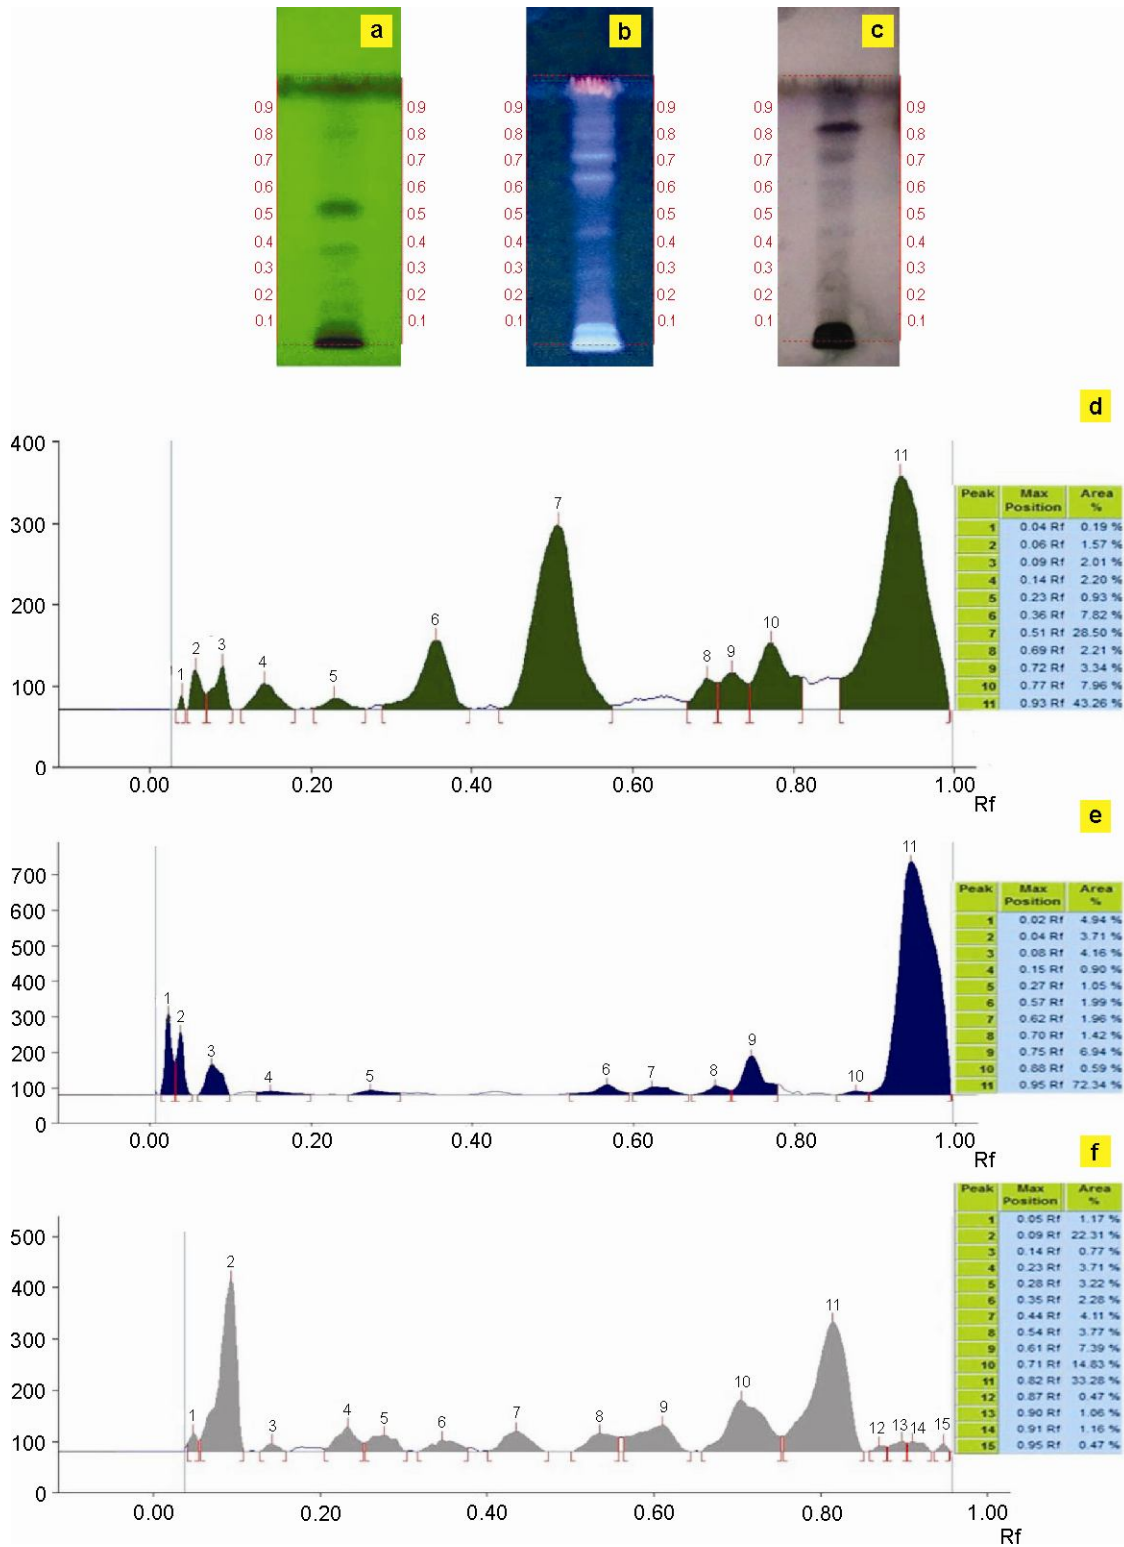 a
b
c
0.9 0.9 0.9 0.9 0.9 0.9
0.8 0.8 0.8 0.8 0.8 0.8
0.7 0.7 0.7 0.7 0.7 0.7
0.6 0.6 0.6 0.6 0.6 0.6
0.5 0.5 0.5 0.5 0.5 0.5
0.4 0.4 0.4 0.4 0.4 0.4
0.3 0.3 0.3 0.3 0.3 0.3
0.2 0.2 0.2 0.2 0.2 0.2
0.1 0.1 0.1 0.1 0.1 0.1
d
400
300
200
100
0
1 2 3 4 5 6 7 8 9 10 11
0.00 0.20 0.40 0.60 0.80 1.00
Rf
Peak Max Position Area %
1 0.04 Rf 0.19 %
2 0.06 Rf 1.57 %
3 0.09 Rf 2.01 %
4 0.14 Rf 2.20 %
5 0.23 Rf 0.93 %
6 0.36 Rf 7.82 %
7 0.51 Rf 28.50 %
8 0.69 Rf 2.21 %
9 0.72 Rf 3.34 %
10 0.77 Rf 7.96 %
11 0.93 Rf 43.26 %
e
700
600
500
400
300
200
100
0
1 2 3 4 5 6 7 8 9 10 11
0.00 0.20 0.40 0.60 0.80 1.00
Rf
Peak Max Position Area %
1 0.02 Rf 4.94 %
2 0.04 Rf 3.71 %
3 0.08 Rf 4.16 %
4 0.15 Rf 0.90 %
5 0.27 Rf 1.05 %
6 0.57 Rf 1.99 %
7 0.62 Rf 1.96 %
8 0.70 Rf 1.42 %
9 0.75 Rf 6.94 %
10 0.88 Rf 0.59 %
11 0.95 Rf 72.34 %
f
500
400
300
200
100
0
1 2 3 4 5 6 7 8 9 10 11 12 13 14 15
0.00 0.20 0.40 0.60 0.80 1.00
Rf
Peak Max Position Area %
1 0.05 Rf 1.17 %
2 0.09 Rf 22.31 %
3 0.14 Rf 0.77 %
4 0.23 Rf 3.71 %
5 0.28 Rf 3.22 %
6 0.35 Rf 2.28 %
7 0.44 Rf 4.11 %
8 0.54 Rf 3.77 %
9 0.61 Rf 7.39 %
10 0.71 Rf 14.83 %
11 0.82 Rf 33.28 %
12 0.87 Rf 0.47 %
13 0.90 Rf 1.06 %
14 0.91 Rf 1.16 %
15 0.95 Rf 0.47 %